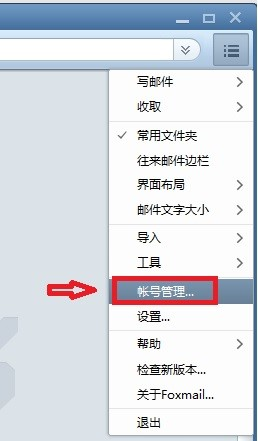 写邮件
收取
常用文件夹
往来邮件边栏
界面布局
邮件文字大小
导入
工具
帐号管理...
设置...
帮助
检查新版本...
关于Foxmail...
退出